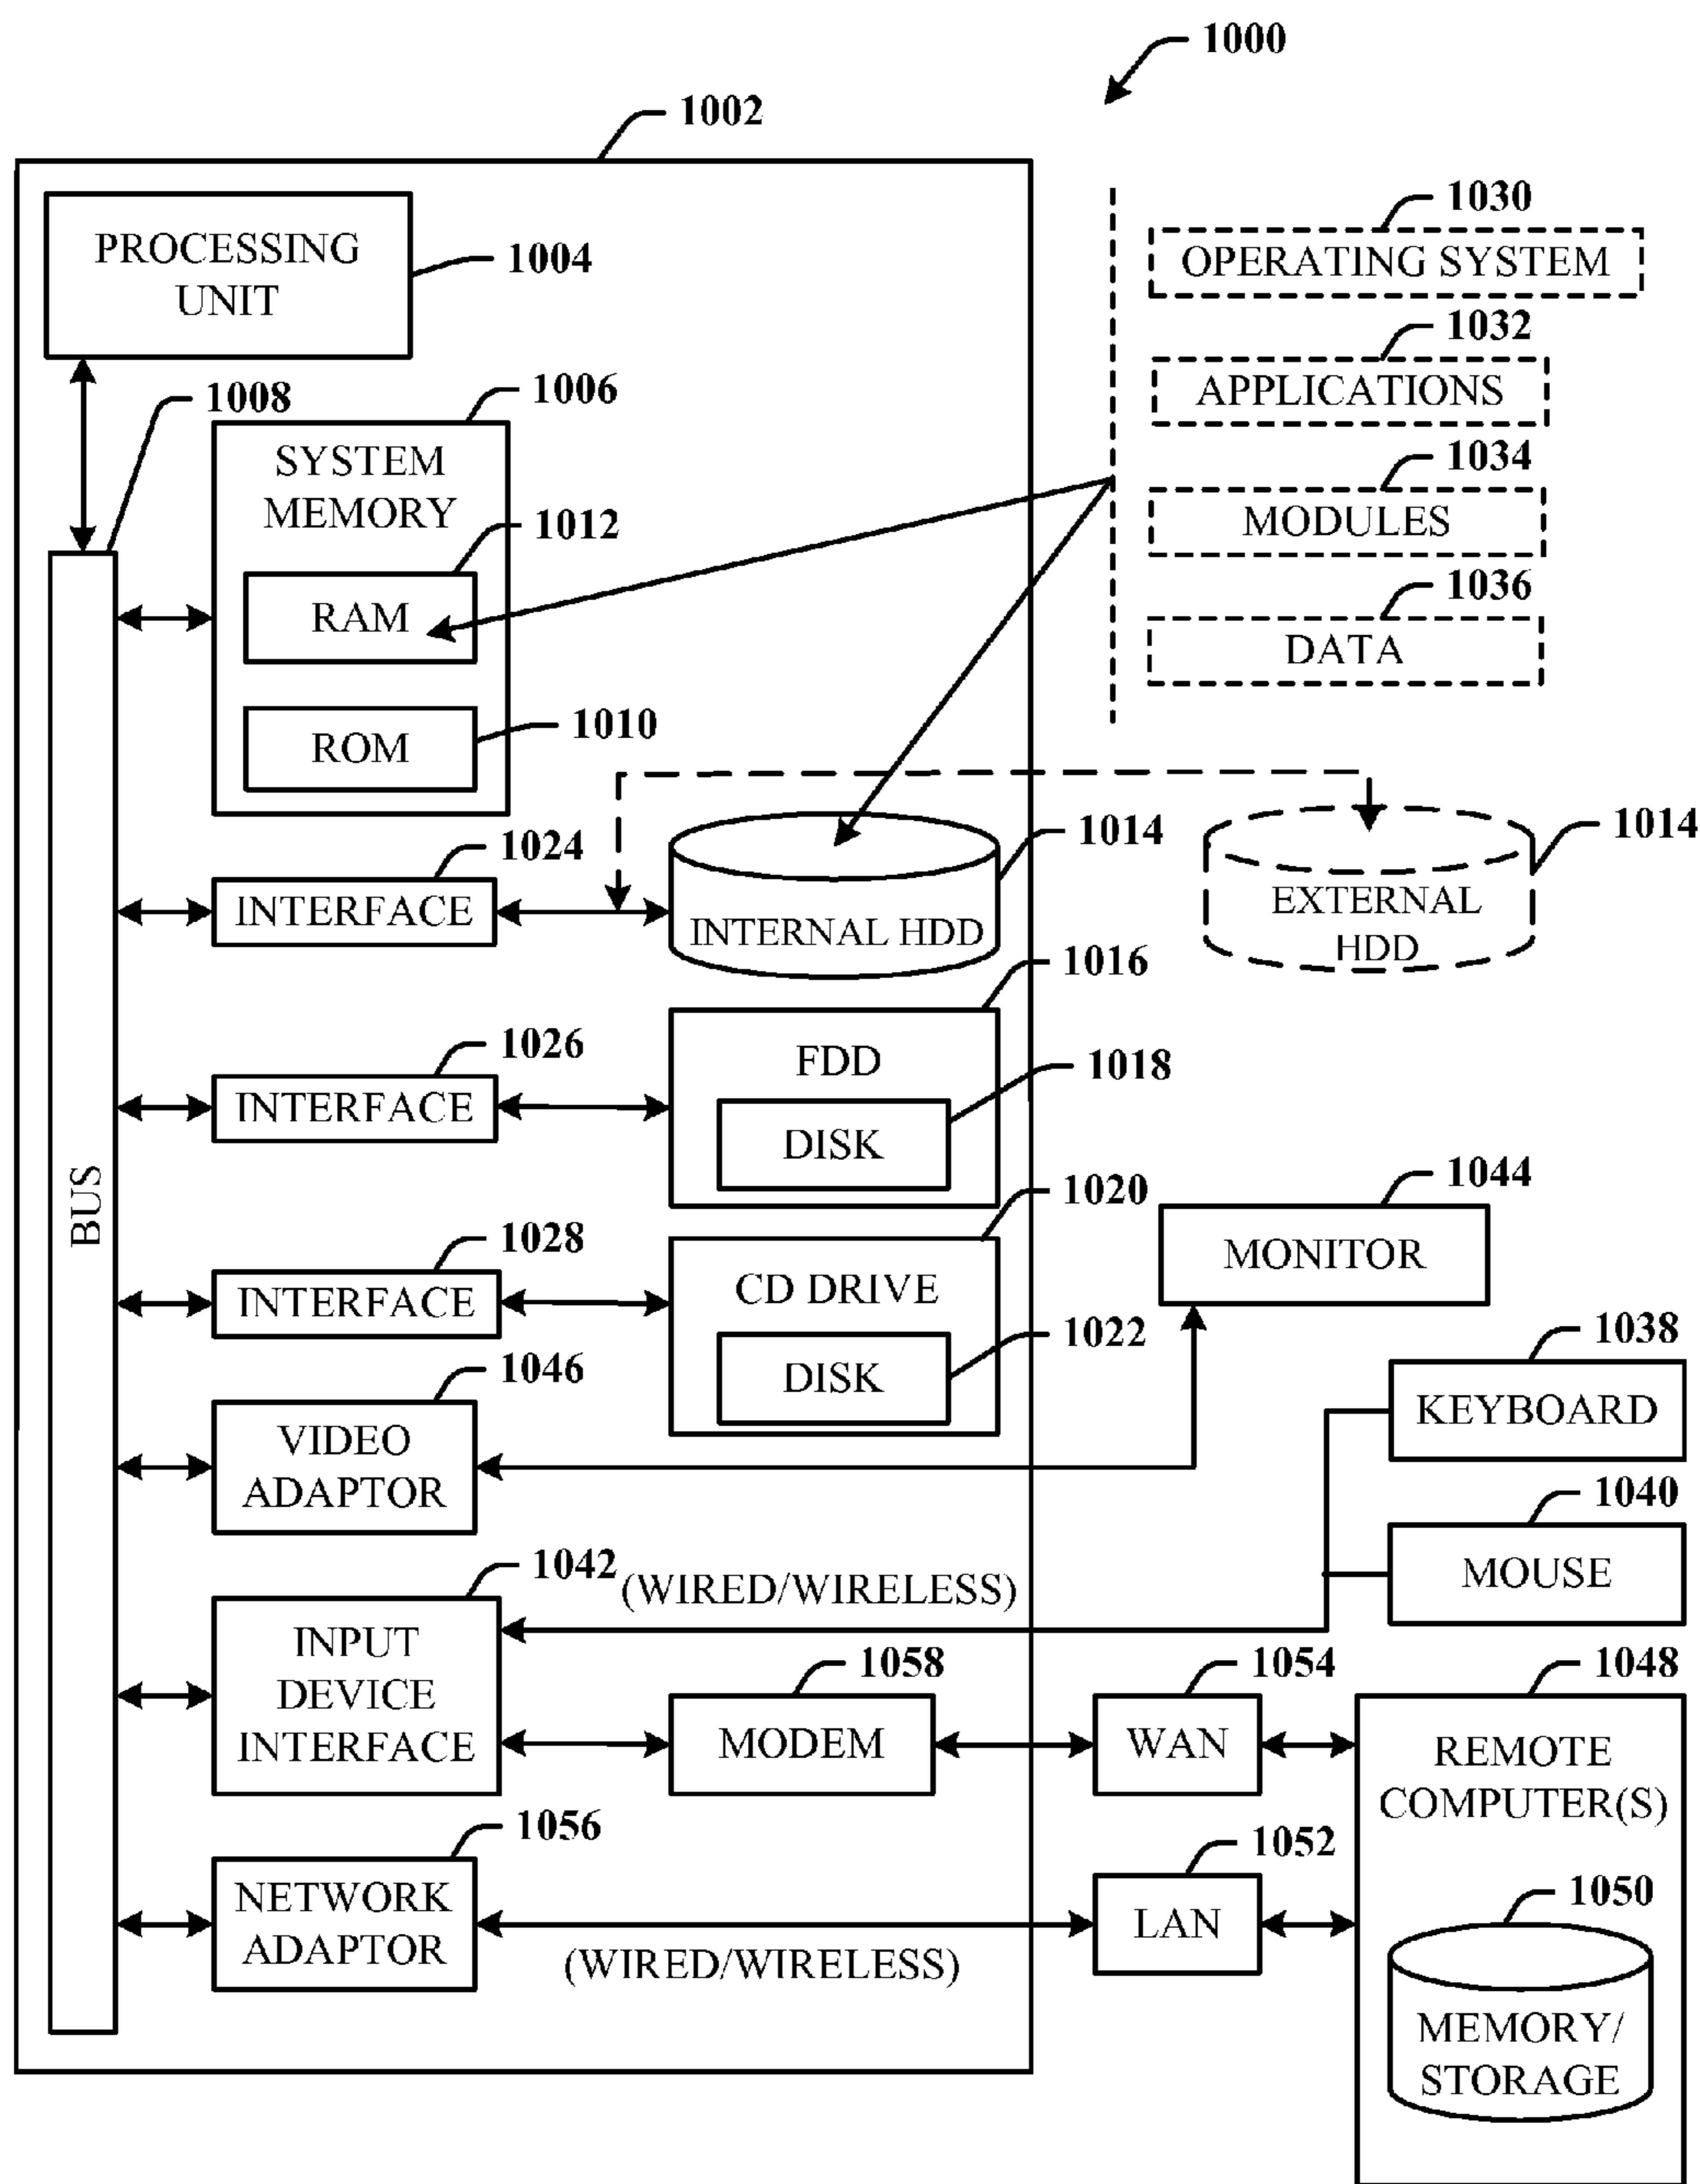 1000
1002
PROCESSING
UNIT
1004
1030
OPERATING SYSTEM
1032
APPLICATIONS
1034
MODULES
1036
DATA
1008
1006
SYSTEM
MEMORY
1012
RAM
1010
ROM
BUS
1024
INTERFACE
1014
INTERNAL HDD
1014
EXTERNAL
HDD
1026
INTERFACE
1016
FDD
1018
DISK
1028
INTERFACE
1020
CD DRIVE
1022
DISK
1044
MONITOR
1046
VIDEO
ADAPTOR
1038
KEYBOARD
1040
MOUSE
1042
(WIRED/WIRELESS)
INPUT
DEVICE
INTERFACE
1058
MODEM
1054
WAN
1048
REMOTE
COMPUTER(S)
1056
NETWORK
ADAPTOR
(WIRED/WIRELESS)
1052
LAN
1050
MEMORY/
STORAGE